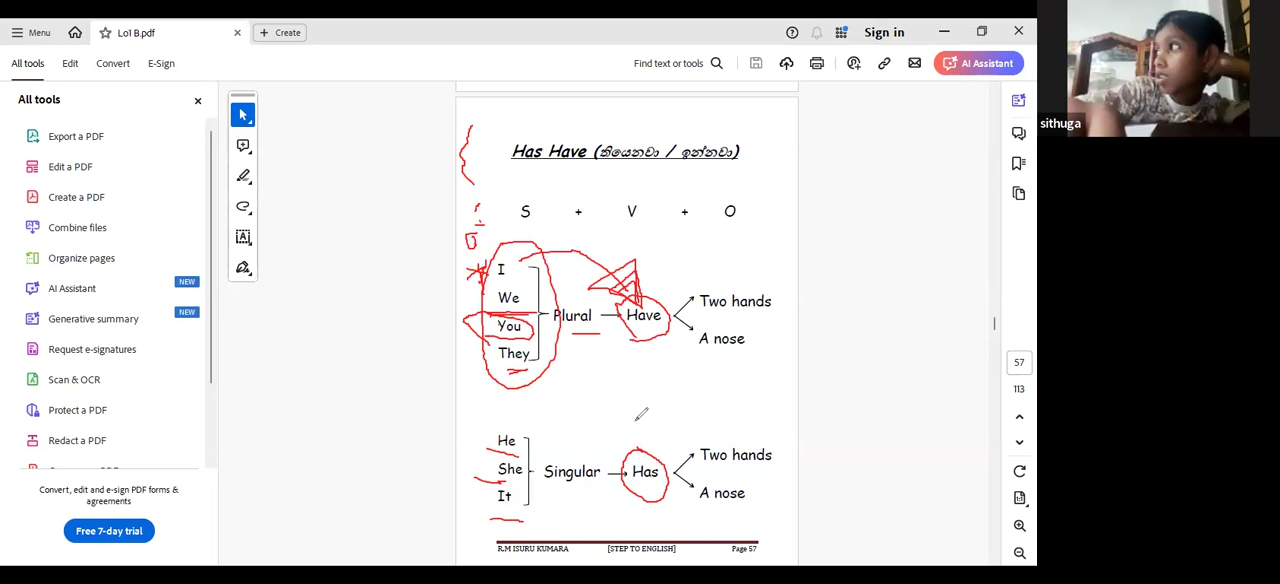 Menu
Lo1 B.pdf
Create
Sign in
All tools
Edit
Convert
E-Sign
Find text or tools
AI Assistant
All tools
Export a PDF
Edit a PDF
Create a PDF
Combine files
Organize pages
AI Assistant NEW
Generative summary NEW
Request e-signatures
Scan & OCR
Protect a PDF
Redact a PDF
Convert, edit and e-sign PDF forms & agreements
Free 7-day trial
Has Have (තියෙනවා / ඉන්නවා)
S + V + O
I
We
You
They
Plural
Have
Two hands
A nose
He
She
It
Singular
Has
Two hands
A nose
R.M ISURU KUMARA [STEP TO ENGLISH] Page 57
57
113
sithuga